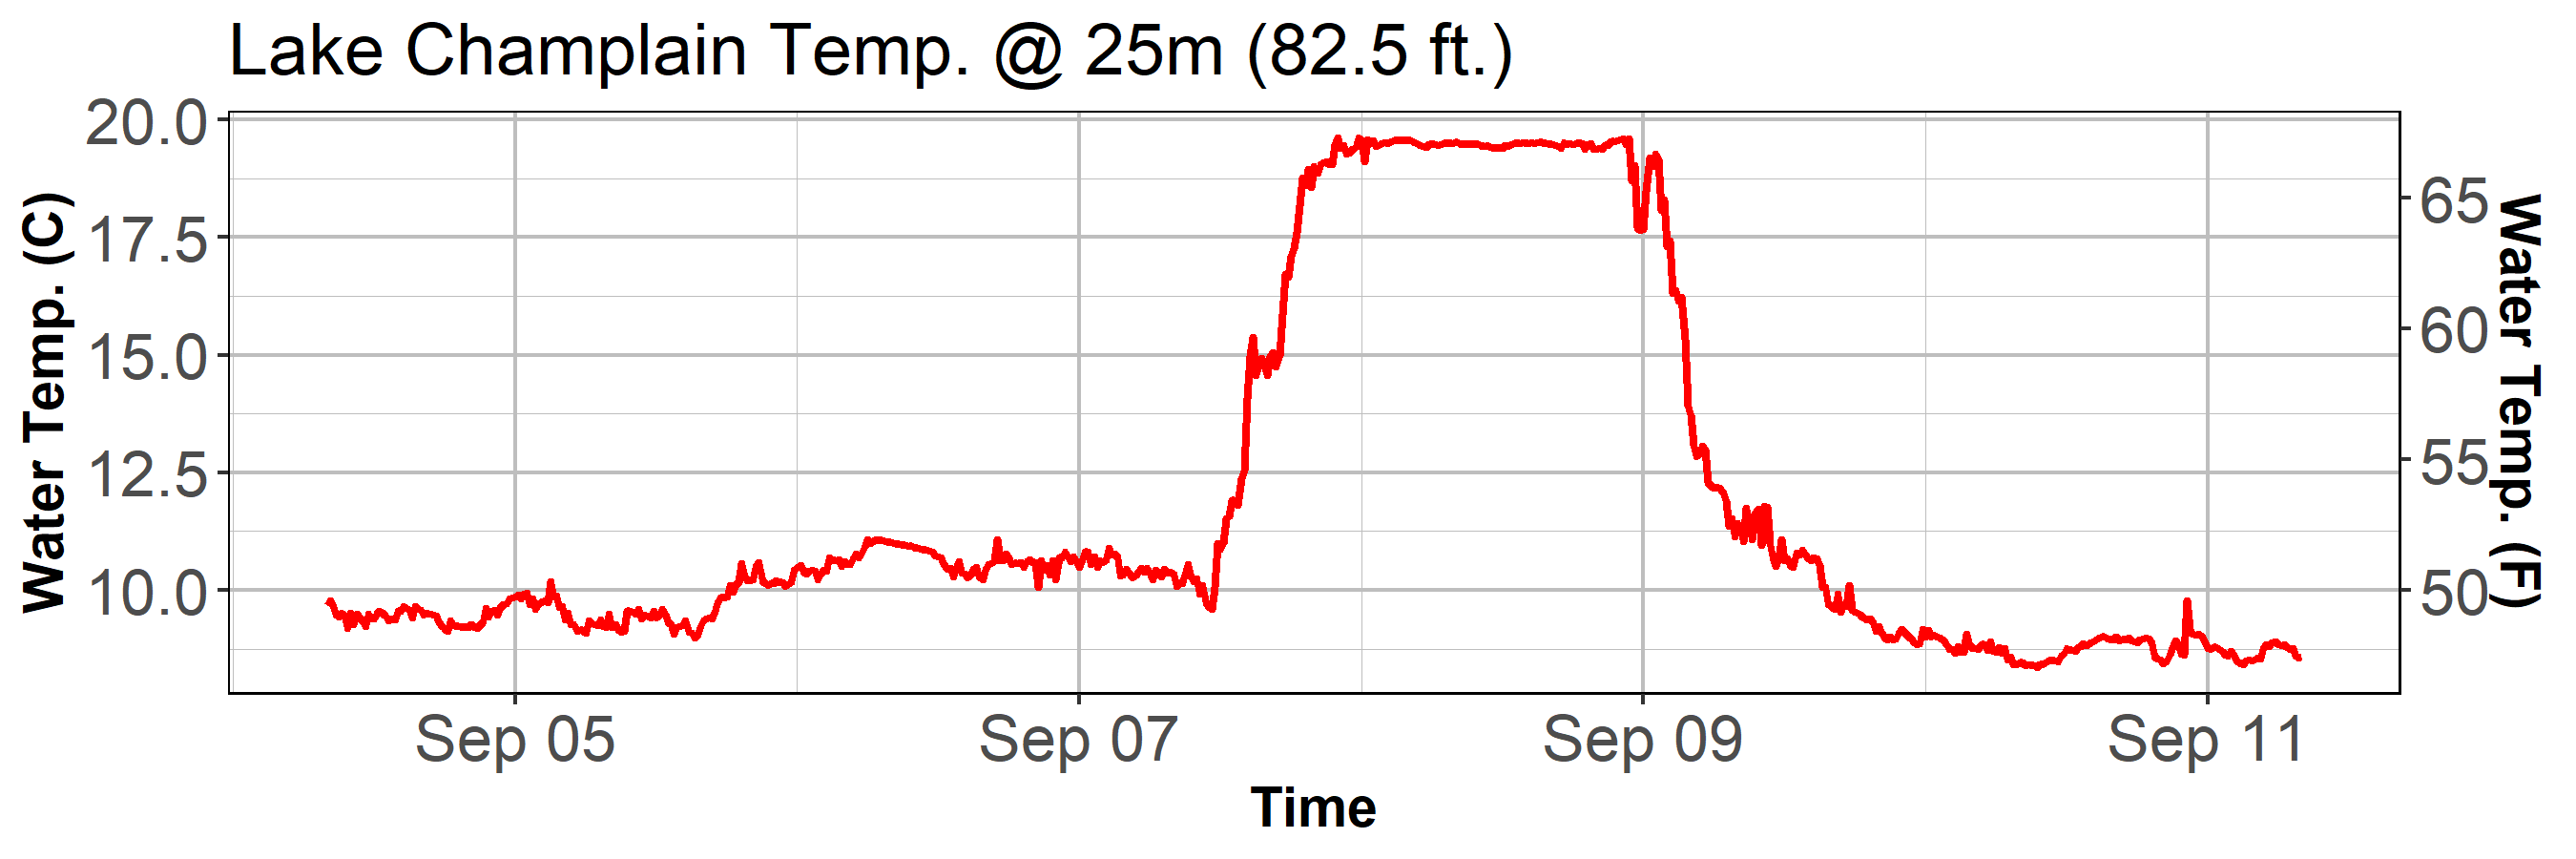 Lake Champlain Temp. @ 25m (82.5 ft.)
Water Temp. (C)
20.0
17.5
15.0
12.5
10.0
65
60
55
50
Water Temp. (F)
Sep 05
Sep 07
Sep 09
Sep 11
Time